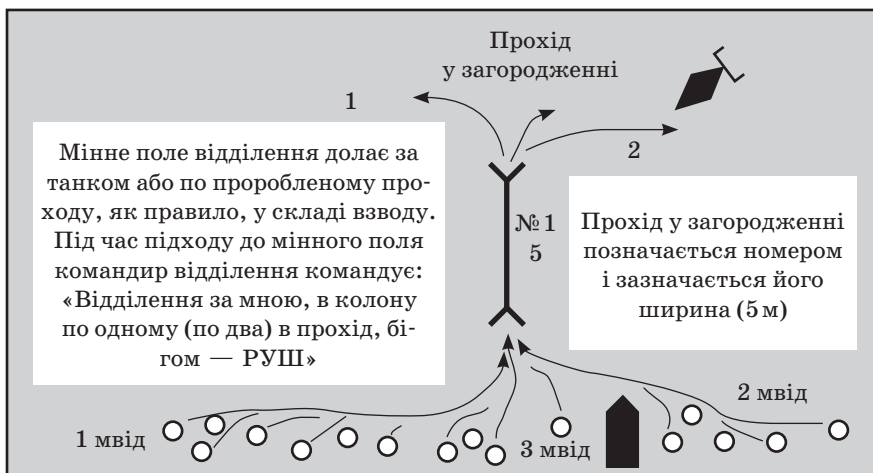 Прохід
у загородженні
1
2
Мінне поле відділення долає за
танком або по проробленому про-
ходу, як правило, у складі взводу.
Під час підходу до мінного поля
командир відділення командує:
«Відділення за мною, в колону
по одному (по два) в прохід, бі-
гом — РУШ»
№ 1
5
Прохід у загородженні
позначається номером
і зазначається його
ширина (5 м)
1 мвід
3 мвід
2 мвід